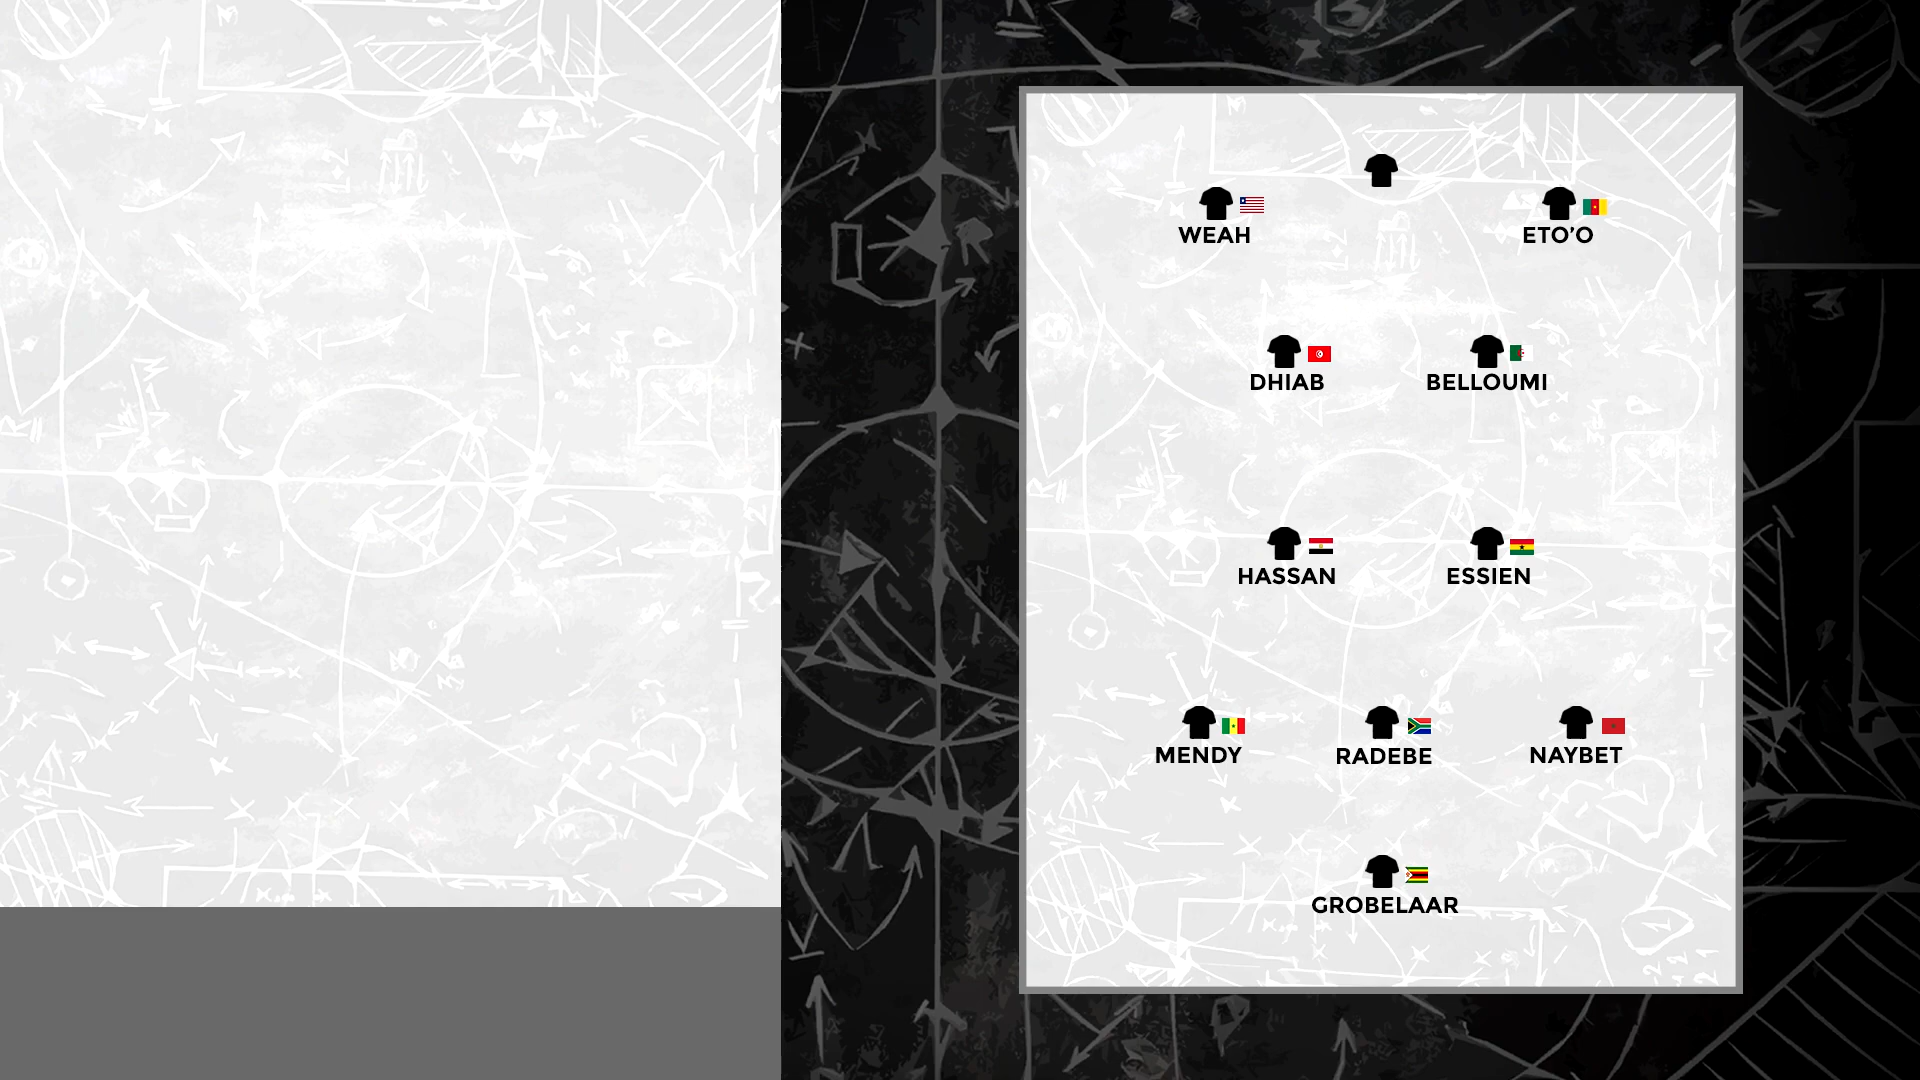 WEAH
ETO’O
DHIAB
BELLOUMI
HASSAN
ESSIEN
MENDY
RADEBE
NAYBET
GROBELAAR